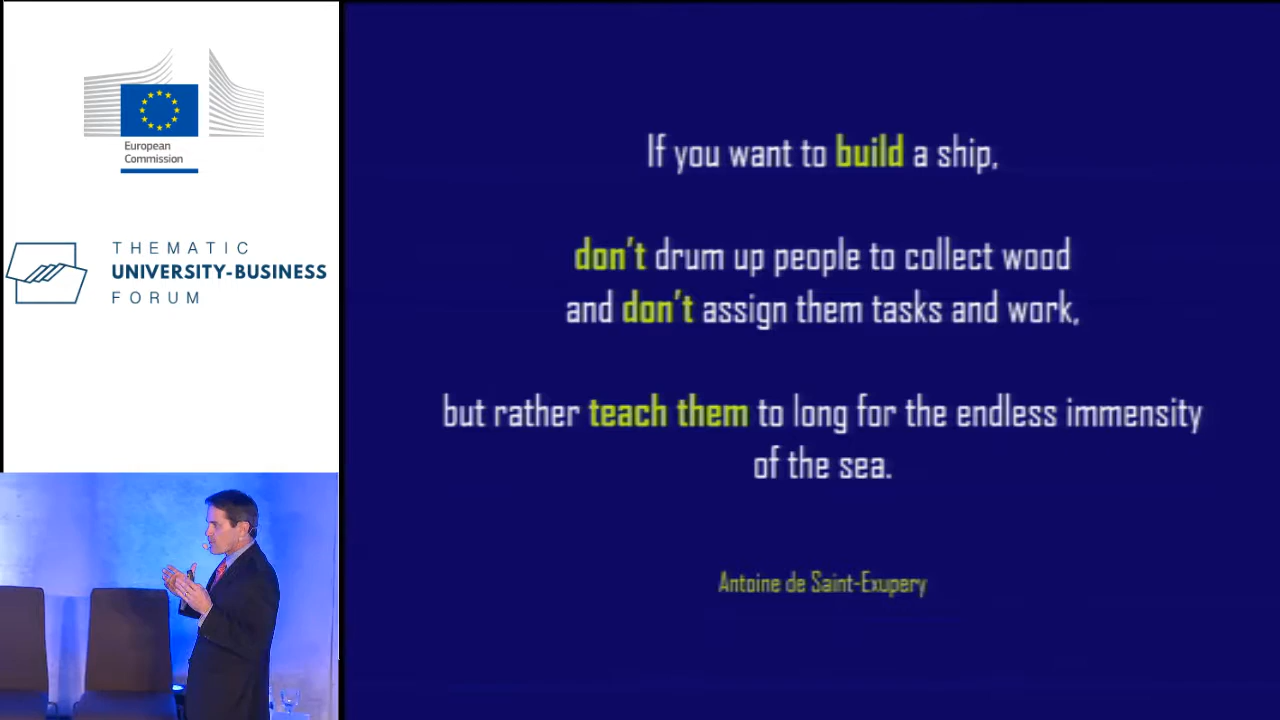 European
Commission
THEMATIC
UNIVERSITY-BUSINESS
FORUM
If you want to build a ship,
don't drum up people to collect wood
and don't assign them tasks and work,
but rather teach them to long for the endless immensity
of the sea.
Antoine de Saint-Exupery